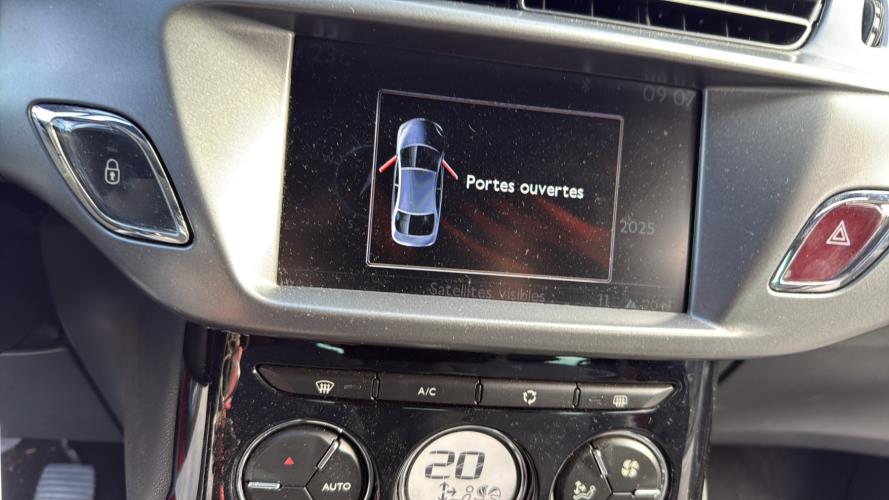 09 07
Portes ouvertes
2025
Satellites visibles 11
A/C
20
AUTO